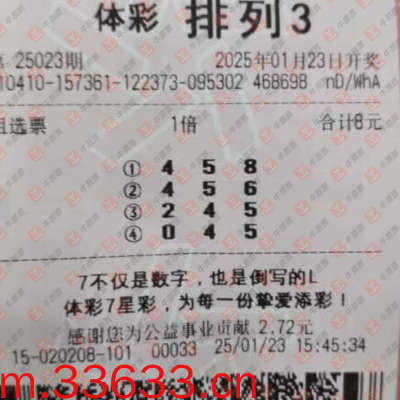 体彩 排列3
25023期 2025年01月23日开奖
10410-157361-122373-095302 468698 nD/WhA
组选票 1倍 合计8元
① 4 5 8
② 4 5 6
③ 2 4 5
④ 0 4 5
7不仅是数字,也是倒写的L
体彩7星彩,为每一份挚爱添彩!
感谢您为公益事业贡献 2.72元
15-020208-101 00033 25/01/23 15:45:34
m.33633.cn